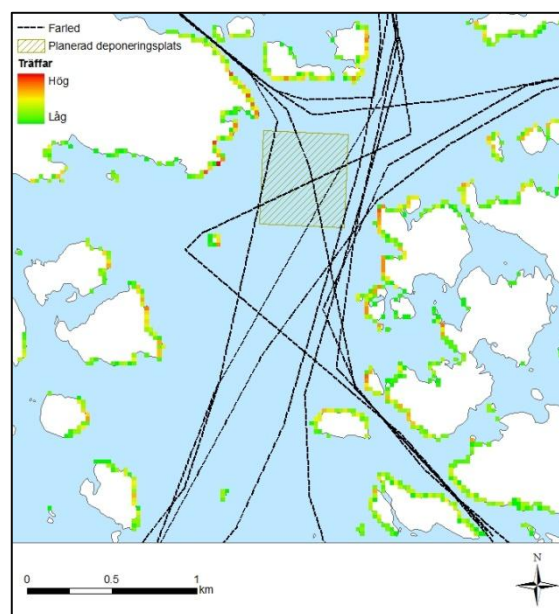 Farled
Planerad deponeringsplats
Träffar
Hög
Låg
0 0.5 1
km
N